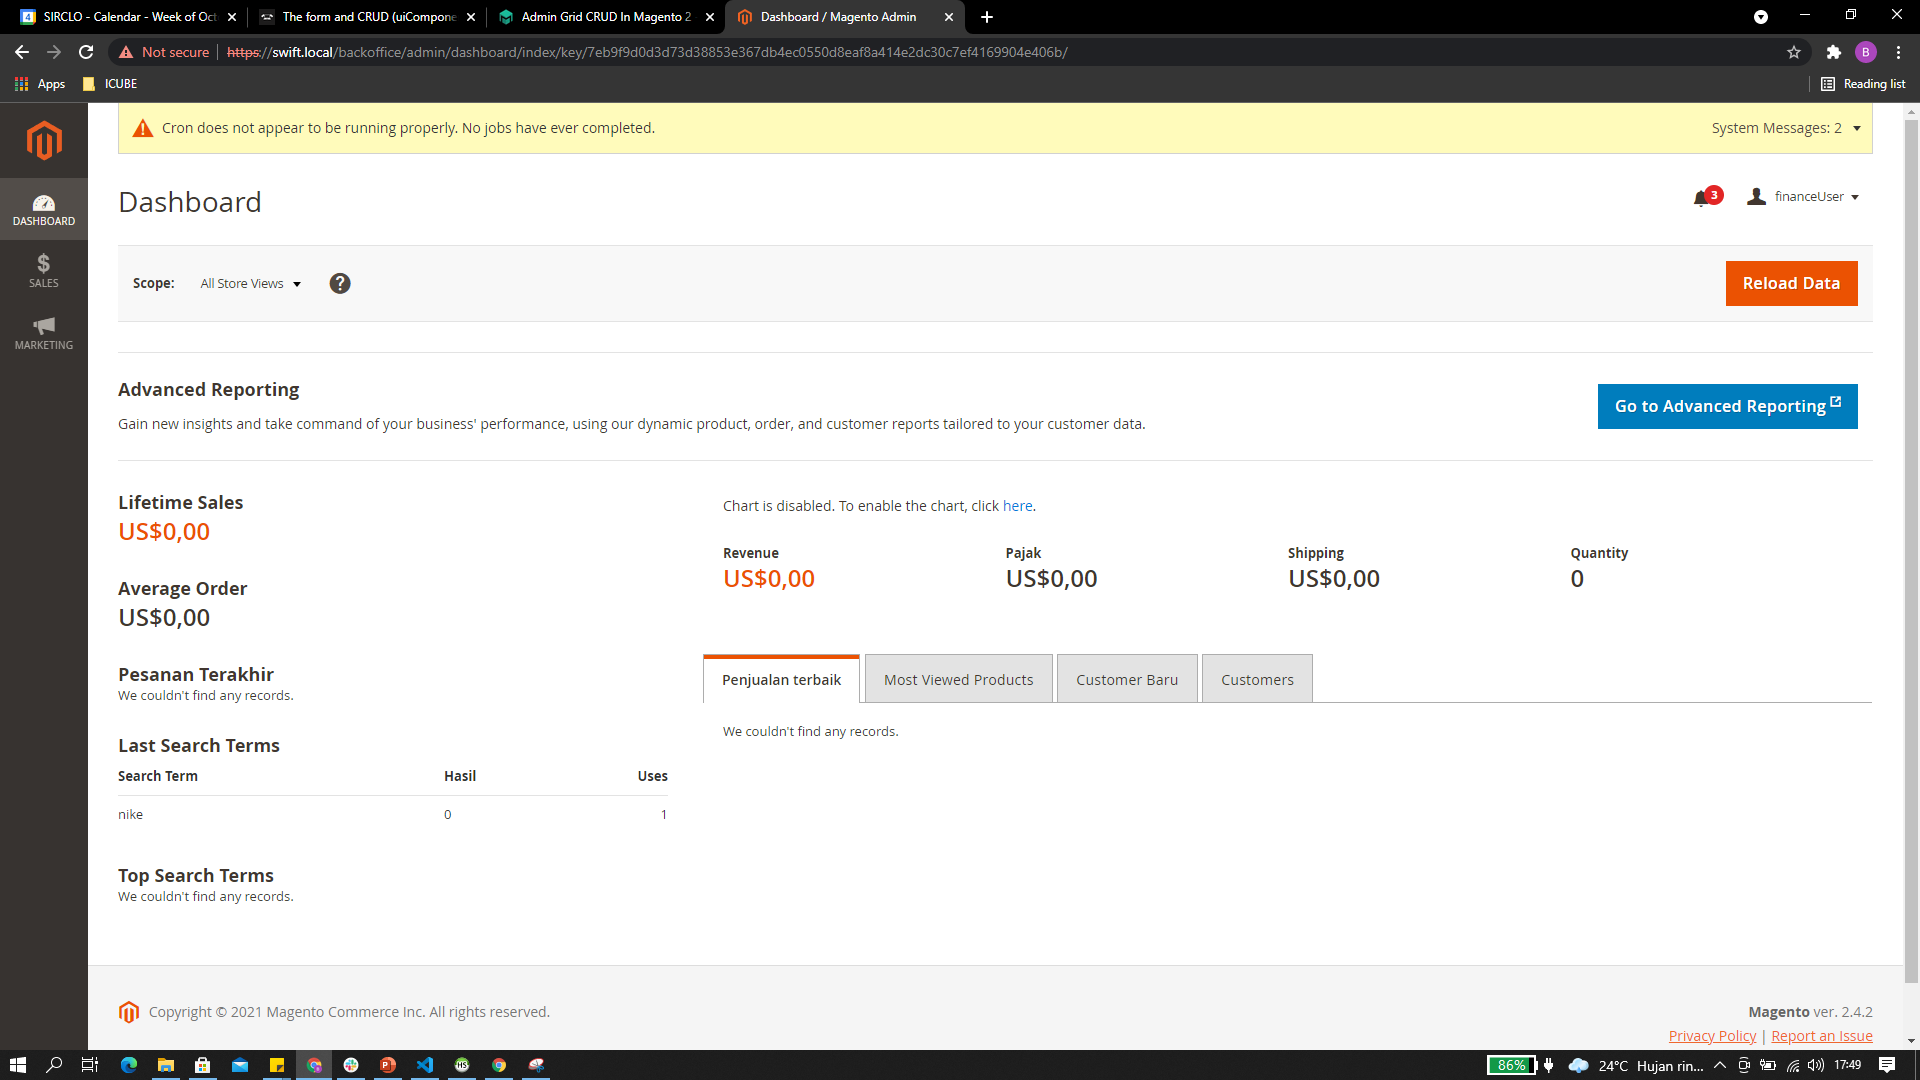 SIRCLO - Calendar - Week of Oct
The form and CRUD (uiCompone
Admin Grid CRUD In Magento 2
Dashboard / Magento Admin
Not secure
https://swift.local/backoffice/admin/dashboard/index/key/7eb9f9d0d3d73d38853e367db4ec0550d8eaf8a414e2dc30c7ef4169904e406b/
B
Apps
ICUBE
Reading list
Cron does not appear to be running properly. No jobs have ever completed.
System Messages: 2
DASHBOARD
SALES
MARKETING
Dashboard
3
financeUser
Scope:
All Store Views
?
Reload Data
Advanced Reporting
Gain new insights and take command of your business' performance, using our dynamic product, order, and customer reports tailored to your customer data.
Go to Advanced Reporting
Lifetime Sales
US$0,00
Average Order
US$0,00
Pesanan Terakhir
We couldn't find any records.
Last Search Terms
Search Term Hasil Uses
nike 0 1
Top Search Terms
We couldn't find any records.
Chart is disabled. To enable the chart, click here.
Revenue Pajak Shipping Quantity
US$0,00 US$0,00 US$0,00 0
Penjualan terbaik
Most Viewed Products
Customer Baru
Customers
We couldn't find any records.
Copyright © 2021 Magento Commerce Inc. All rights reserved.
Magento ver. 2.4.2
Privacy Policy | Report an Issue
86%
24°C Hujan rin...
17:49